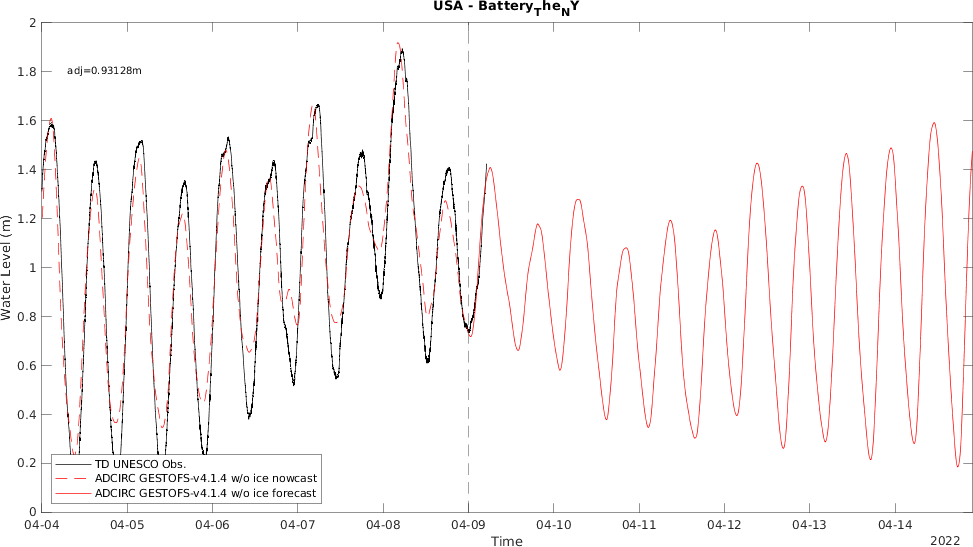 USA - Battery_The_NY
adj=0.93128m
Water Level (m)
2
1.8
1.6
1.4
1.2
1
0.8
0.6
0.4
0.2
0
TD UNESCO Obs.
ADCIRC GESTOFS-v4.1.4 w/o ice nowcast
ADCIRC GESTOFS-v4.1.4 w/o ice forecast
04-04 04-05 04-06 04-07 04-08 04-09 04-10 04-11 04-12 04-13 04-14
Time
2022